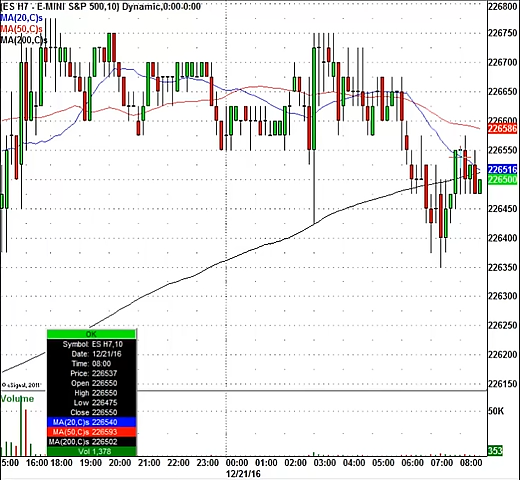 (ES H7 - E-MINI S&P 500,10) Dynamic,0:00-0:00
MA(20,C)s
MA(50,C)s
MA(200,C)s
226800
226750
226700
226650
226600
226586
226550
226516
226500
226450
226400
226350
226300
226250
226200
226150
OK
Symbol: ES H7,10
Date: 12/21/16
Time: 08:00
Price: 226537
Open 226550
High 226550
Low 226475
Close 226550
MA(20,C)s 226540
MA(50,C)s 226593
MA(200,C)s 226502
Vol 1,378
© eSignal, 2011
Volume
50K
353
5:00 16:00 18:00 19:00 20:00 21:00 22:00 23:00 00:00 01:00 02:00 03:00 04:00 05:00 06:00 07:00 08:00
12/21/16